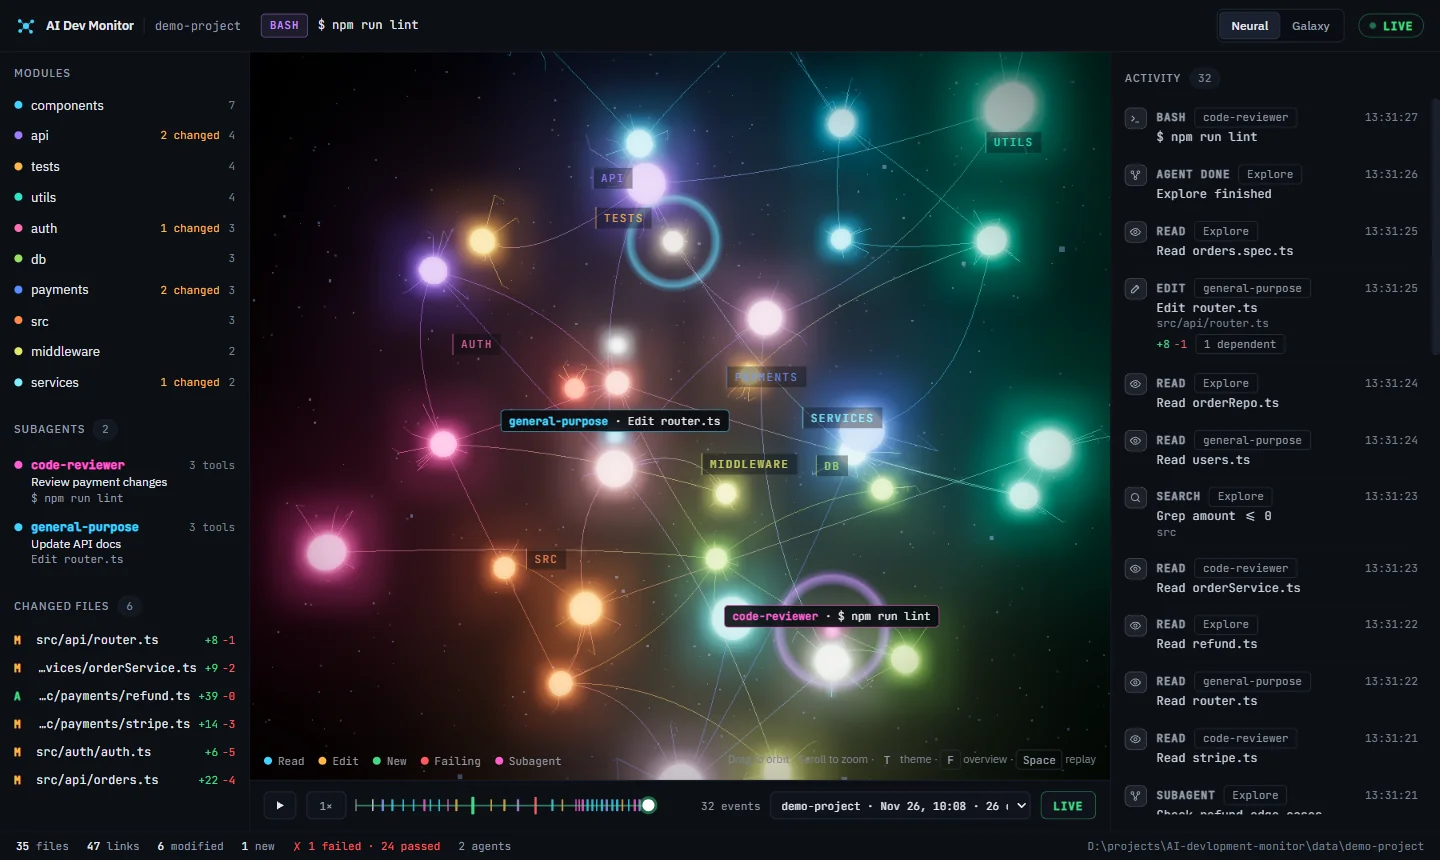 AI Dev Monitor demo-project BASH $ npm run lint Neural Galaxy LIVE
MODULES
components 7
api 2 changed 4
tests 4
utils 4
auth 1 changed 3
db 3
payments 2 changed 3
src 3
middleware 2
services 1 changed 2
SUBAGENTS 2
code-reviewer 3 tools
Review payment changes
$ npm run lint
general-purpose 3 tools
Update API docs
Edit router.ts
CHANGED FILES 6
M src/api/router.ts +8 -1
M …vices/orderService.ts +9 -2
A …c/payments/refund.ts +39 -0
M …c/payments/stripe.ts +14 -3
M src/auth/auth.ts +6 -5
M src/api/orders.ts +22 -4
UTILS
API
TESTS
AUTH
PAYMENTS
SERVICES
general-purpose · Edit router.ts
MIDDLEWARE
DB
SRC
code-reviewer · $ npm run lint
Read Edit New Failing Subagent
Drag to orbit · Scroll to zoom · T theme · F overview · Space replay
1× 32 events demo-project · Nov 26, 10:08 · 26 LIVE
ACTIVITY 32
BASH code-reviewer 13:31:27
$ npm run lint
AGENT DONE Explore 13:31:26
Explore finished
READ Explore 13:31:25
Read orders.spec.ts
EDIT general-purpose 13:31:25
Edit router.ts
src/api/router.ts
+8 -1 1 dependent
READ Explore 13:31:24
Read orderRepo.ts
READ general-purpose 13:31:24
Read users.ts
SEARCH Explore 13:31:23
Grep amount <= 0
src
READ code-reviewer 13:31:23
Read orderService.ts
READ Explore 13:31:22
Read refund.ts
READ general-purpose 13:31:22
Read router.ts
READ code-reviewer 13:31:21
Read stripe.ts
SUBAGENT Explore 13:31:21
Check refund edge cases
35 files 47 links 6 modified 1 new ✗ 1 failed · 24 passed 2 agents D:\projects\AI-devlopment-monitor\data\demo-project